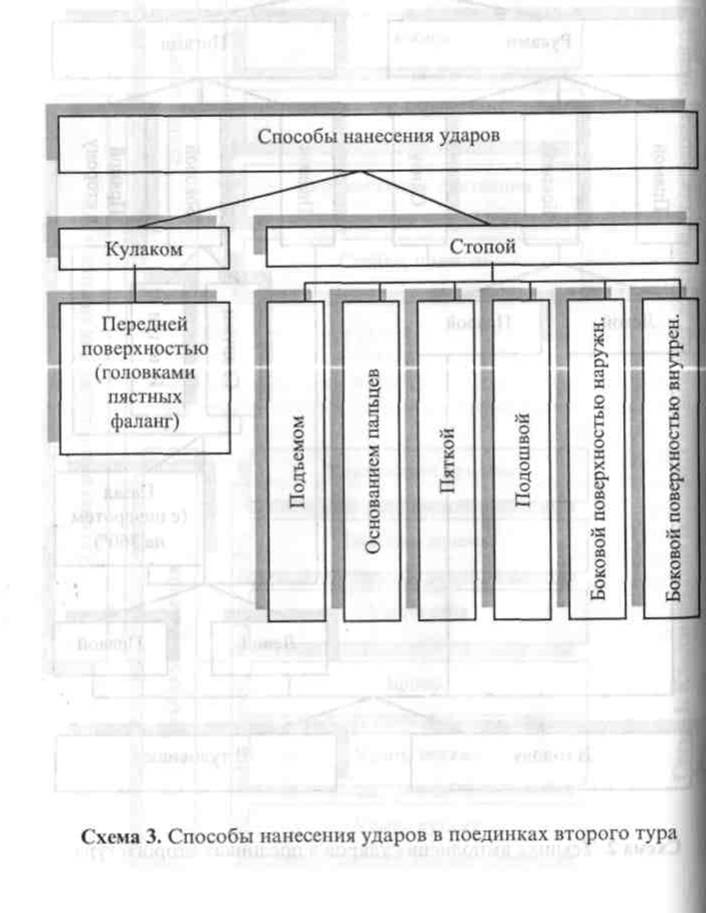 Способы нанесения ударов
Кулаком
Стопой
Передней
поверхностью
(головками
пястных
фаланг)
Подъемом
Основанием пальцев
Пяткой
Подошвой
Боковой поверхностью наружн.
Боковой поверхностью внутрен.
Схема 3. Способы нанесения ударов в поединках второго тура